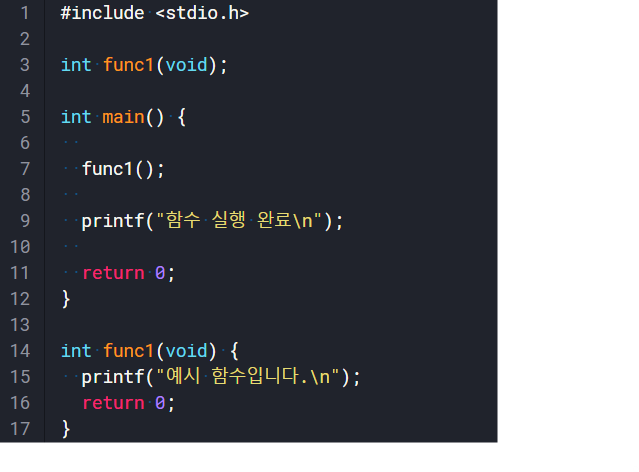 1 #include <stdio.h>
2
3 int func1(void);
4
5 int main() {
6
7 func1();
8
9 printf("함수 실행 완료\n");
10
11 return 0;
12 }
13
14 int func1(void) {
15 printf("예시 함수입니다.\n");
16 return 0;
17 }